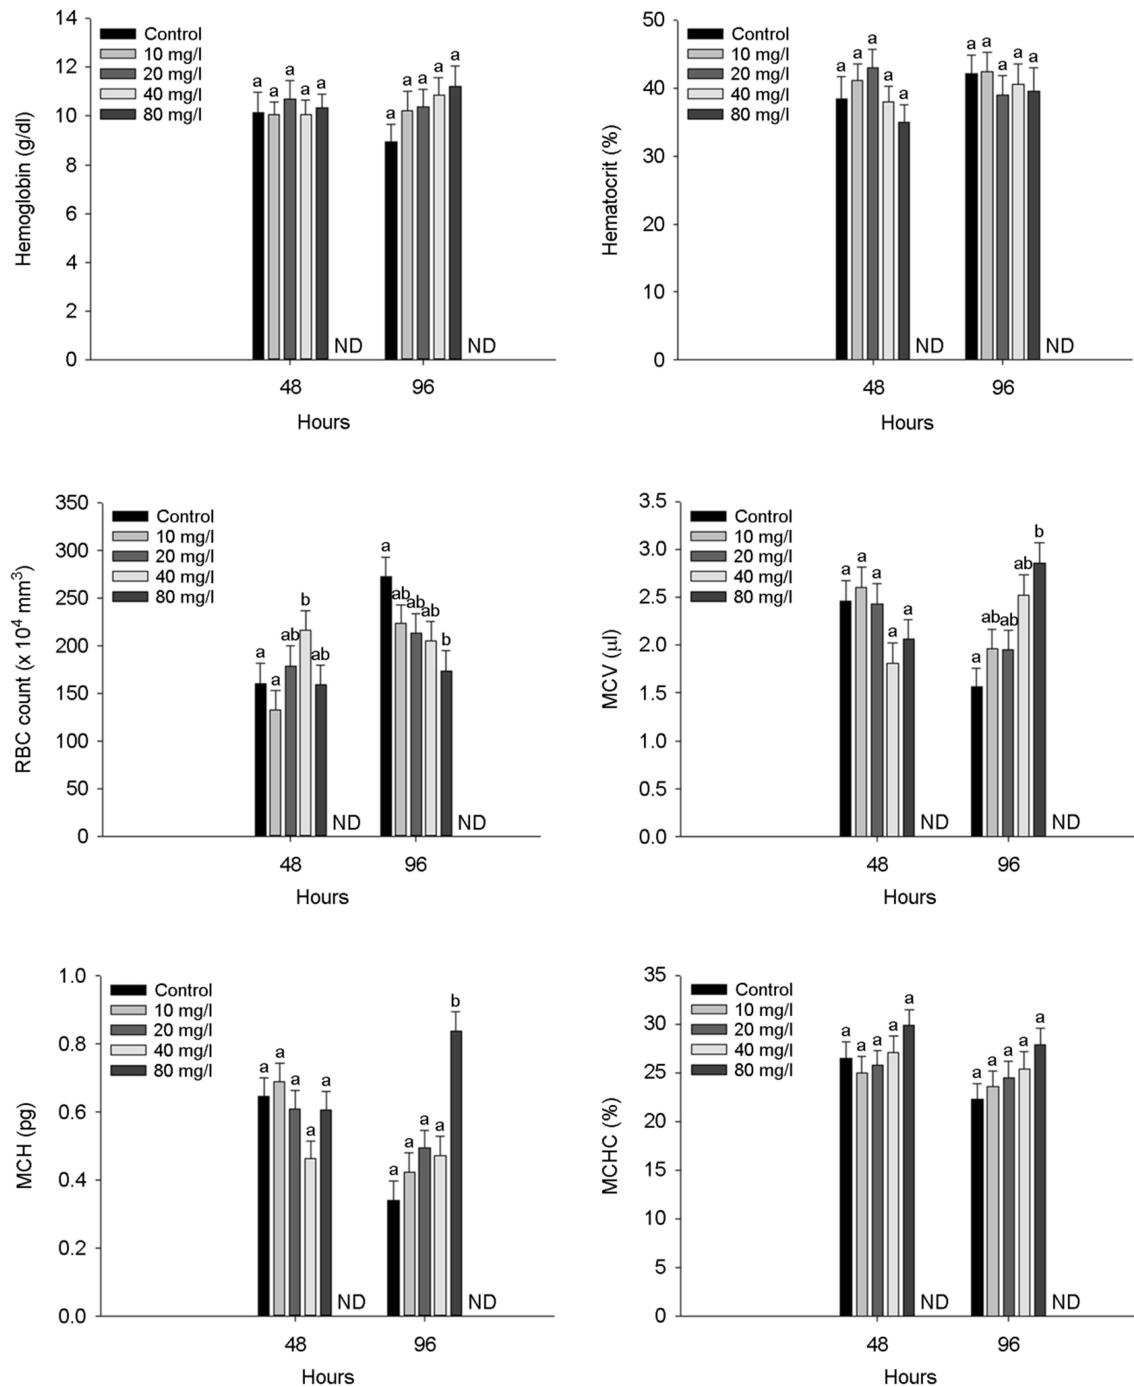 Hemoglobin (g/dl)
14
12
10
8
6
4
2
0
Control
10 mg/l
20 mg/l
40 mg/l
80 mg/l
a a a a a ND
a a a a a ND
48 96
Hours
Hematocrit (%)
50
40
30
20
10
0
Control
10 mg/l
20 mg/l
40 mg/l
80 mg/l
a a a a a ND
a a a a a ND
48 96
Hours
RBC count (x 10⁴ mm³)
350
300
250
200
150
100
50
0
Control
10 mg/l
20 mg/l
40 mg/l
80 mg/l
a a ab b ab ND
a ab ab ab b ND
48 96
Hours
MCV (µl)
3.5
3.0
2.5
2.0
1.5
1.0
0.5
0.0
Control
10 mg/l
20 mg/l
40 mg/l
80 mg/l
a a a a a ND
a ab ab ab b ND
48 96
Hours
MCH (pg)
1.0
0.8
0.6
0.4
0.2
0.0
Control
10 mg/l
20 mg/l
40 mg/l
80 mg/l
a a a a a ND
a a a a b ND
48 96
Hours
MCHC (%)
35
30
25
20
15
10
5
0
Control
10 mg/l
20 mg/l
40 mg/l
80 mg/l
a a a a a ND
a a a a a ND
48 96
Hours